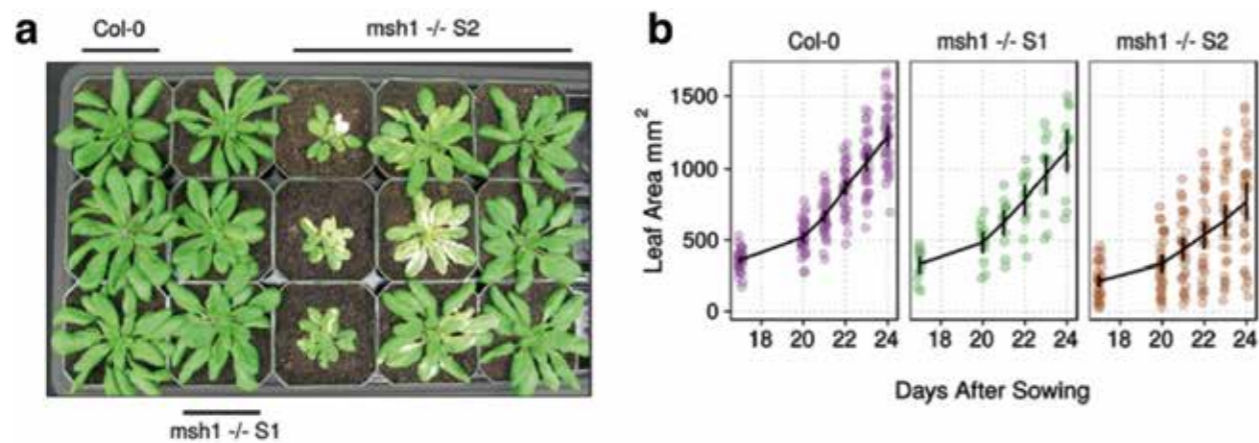 a
Col-0
msh1 -/- S2
msh1 -/- S1
b
Col-0
msh1 -/- S1
msh1 -/- S2
Leaf Area mm²
1500
1000
500
0
18 20 22 24
18 20 22 24
18 20 22 24
Days After Sowing